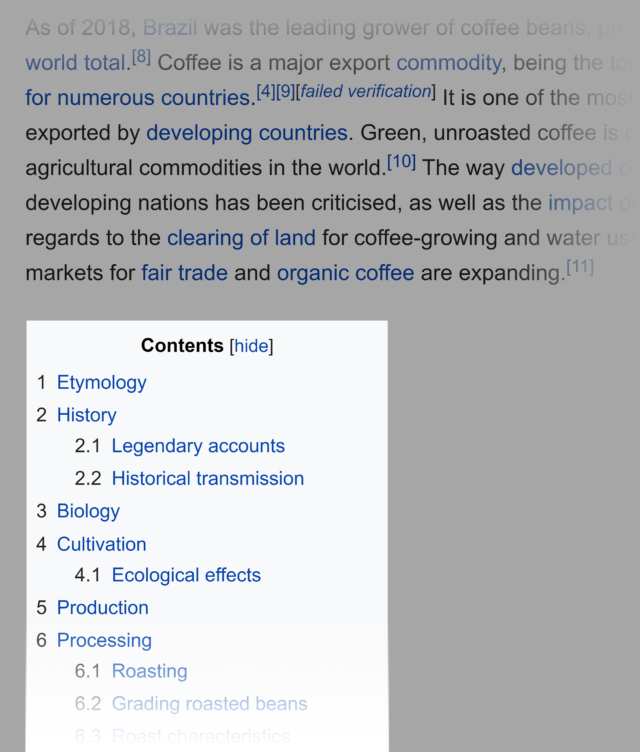 As of 2018, Brazil was the leading grower of coffee beans,
world total.[8] Coffee is a major export commodity, being the
for numerous countries.[4][9][failed verification] It is one of the most
exported by developing countries. Green, unroasted coffee is
agricultural commodities in the world.[10] The way developed
developing nations has been criticised, as well as the impact
regards to the clearing of land for coffee-growing and water
markets for fair trade and organic coffee are expanding.[11]
Contents [hide]
1 Etymology
2 History
2.1 Legendary accounts
2.2 Historical transmission
3 Biology
4 Cultivation
4.1 Ecological effects
5 Production
6 Processing
6.1 Roasting
6.2 Grading roasted beans
6.3 Roast characteristics